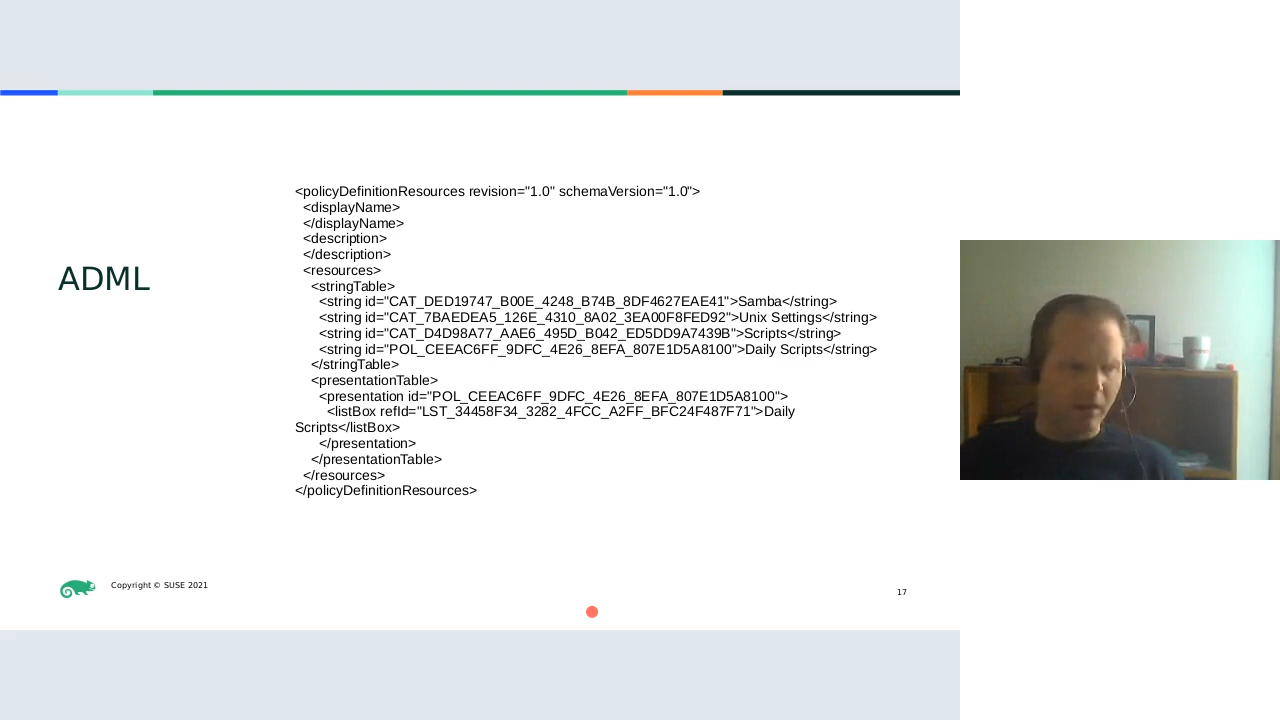 ADML
<policyDefinitionResources revision="1.0" schemaVersion="1.0">
<displayName>
</displayName>
<description>
</description>
<resources>
<stringTable>
<string id="CAT_DED19747_B00E_4248_B74B_8DF4627EAE41">Samba</string>
<string id="CAT_7BAEDEA5_126E_4310_8A02_3EA00F8FED92">Unix Settings</string>
<string id="CAT_D4D98A77_AAE6_495D_B042_ED5DD9A7439B">Scripts</string>
<string id="POL_CEEAC6FF_9DFC_4E26_8EFA_807E1D5A8100">Daily Scripts</string>
</stringTable>
<presentationTable>
<presentation id="POL_CEEAC6FF_9DFC_4E26_8EFA_807E1D5A8100">
<listBox refId="LST_34458F34_3282_4FCC_A2FF_BFC24F487F71">Daily
Scripts</listBox>
</presentation>
</presentationTable>
</resources>
</policyDefinitionResources>
Copyright © SUSE 2021
17